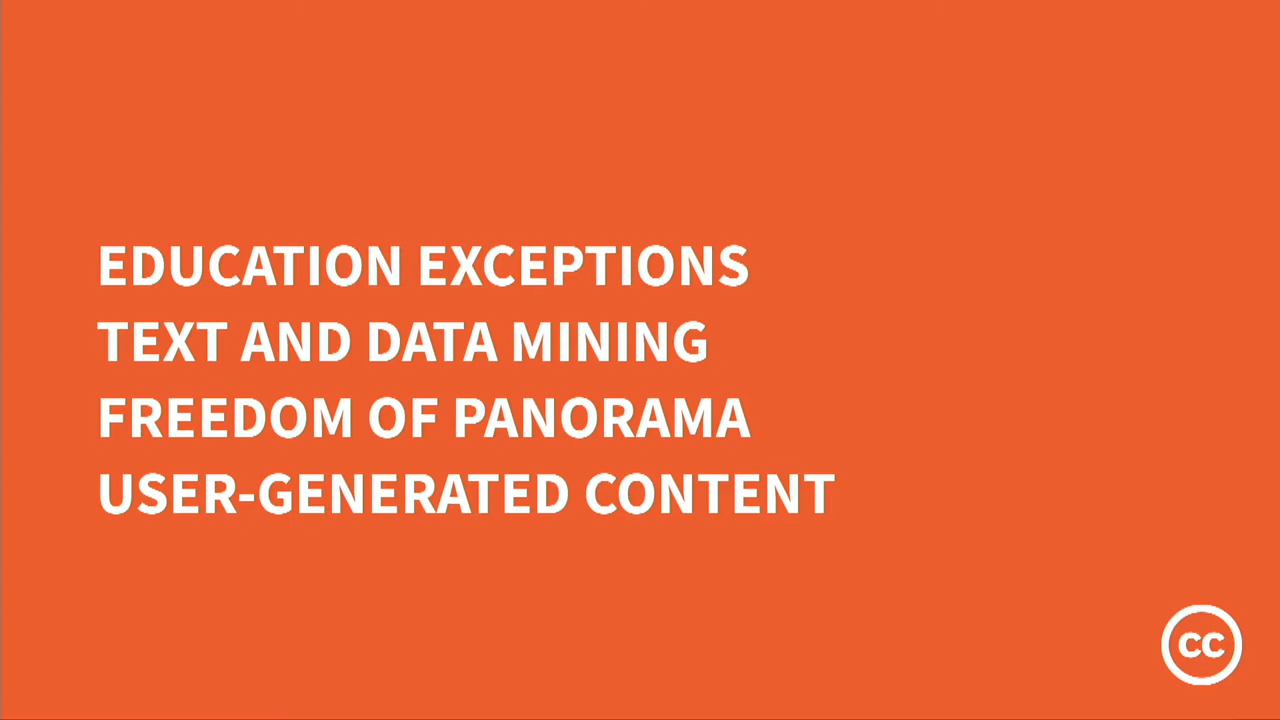 EDUCATION EXCEPTIONS
TEXT AND DATA MINING
FREEDOM OF PANORAMA
USER-GENERATED CONTENT
CC